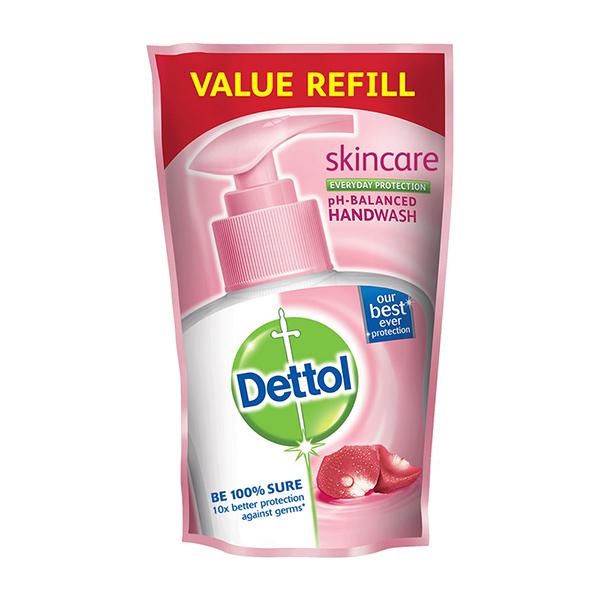 VALUE REFILL
skincare
EVERYDAY PROTECTION
pH-BALANCED
HANDWASH
our
best*
ever
protection
Dettol
BE 100% SURE
10x better protection
against germs*